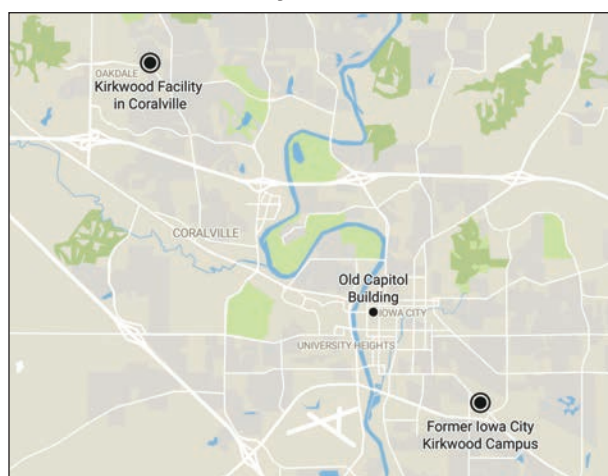 OAKDALE
Kirkwood Facility
in Coralville
CORALVILLE
Old Capitol
Building
IOWA CITY
UNIVERSITY HEIGHTS
Former Iowa City
Kirkwood Campus